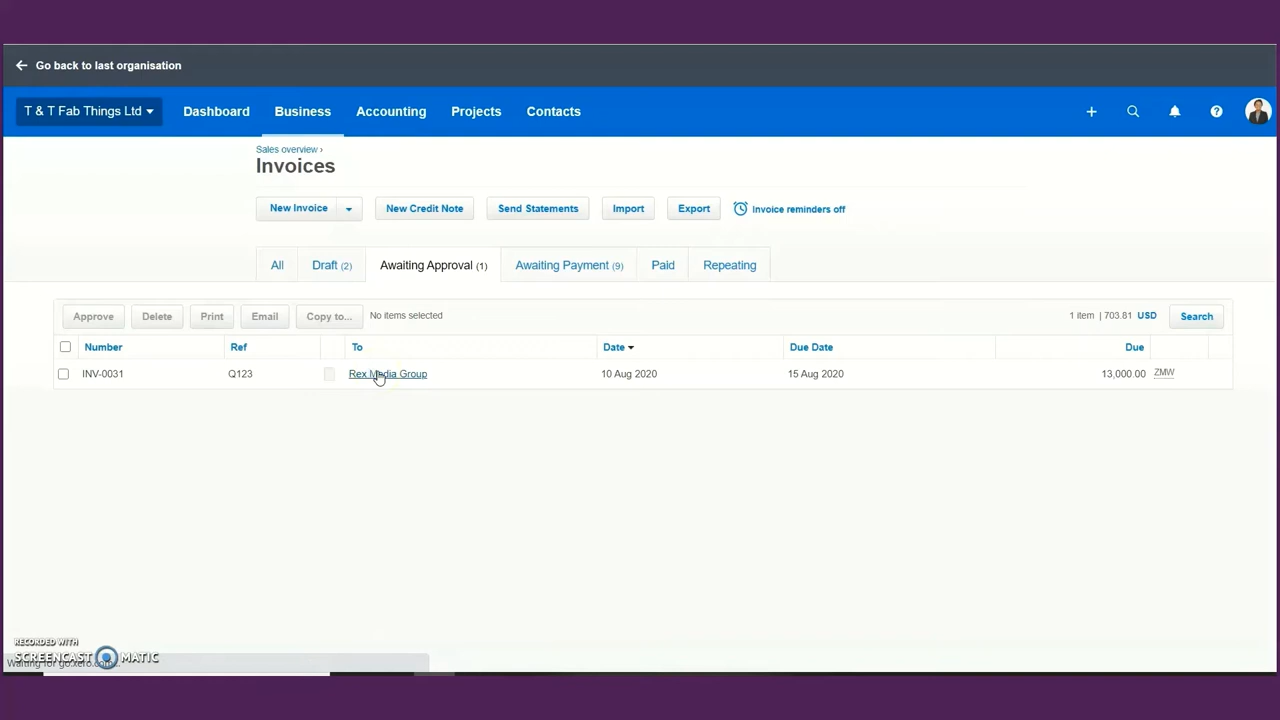 Go back to last organisation
T & T Fab Things Ltd Dashboard Business Accounting Projects Contacts
Sales overview ›
Invoices
New Invoice New Credit Note Send Statements Import Export Invoice reminders off
All Draft (2) Awaiting Approval (1) Awaiting Payment (9) Paid Repeating
Approve Delete Print Email Copy to... No items selected 1 item | 703.81 USD Search
Number Ref To Date Due Date Due
INV-0031 Q123 Rex Media Group 10 Aug 2020 15 Aug 2020 13,000.00 ZMW
RECORDED WITH
SCREENCAST MATIC
Waiting for go.xero.com...